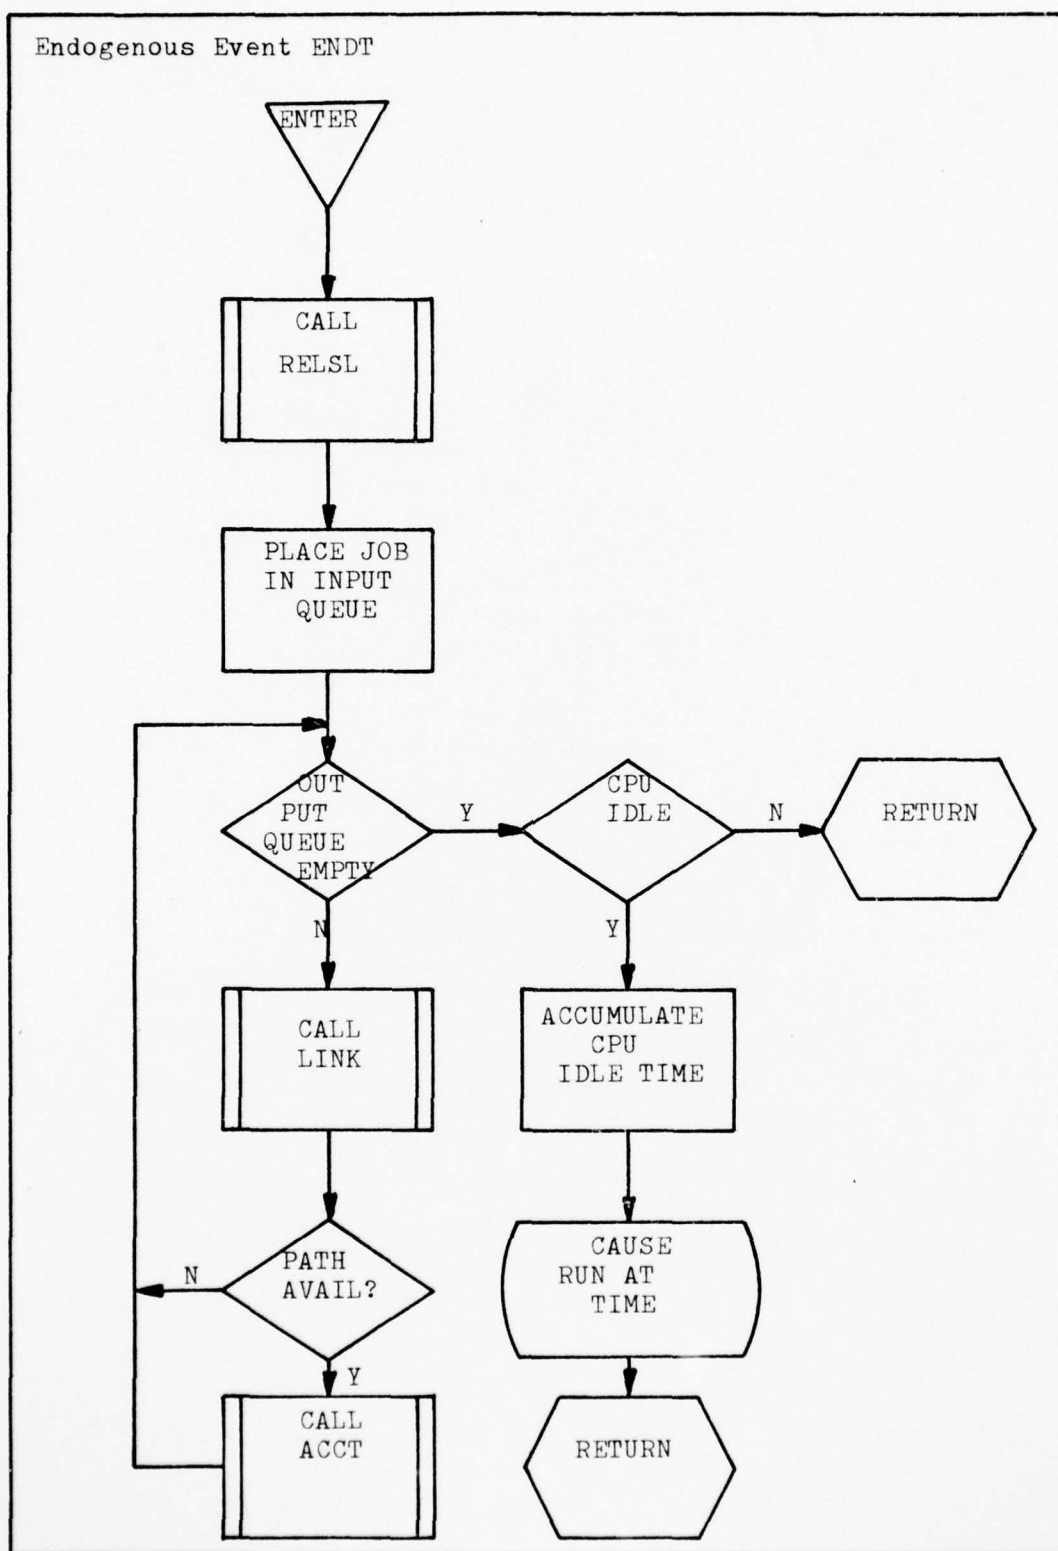 Endogenous Event ENDT
ENTER
CALL
RELSL
PLACE JOB
IN INPUT
QUEUE
OUT
PUT
QUEUE
EMPTY
Y
CPU
IDLE
N
RETURN
N
Y
CALL
LINK
ACCUMULATE
CPU
IDLE TIME
PATH
AVAIL?
N
Y
CAUSE
RUN AT
TIME
CALL
ACCT
RETURN